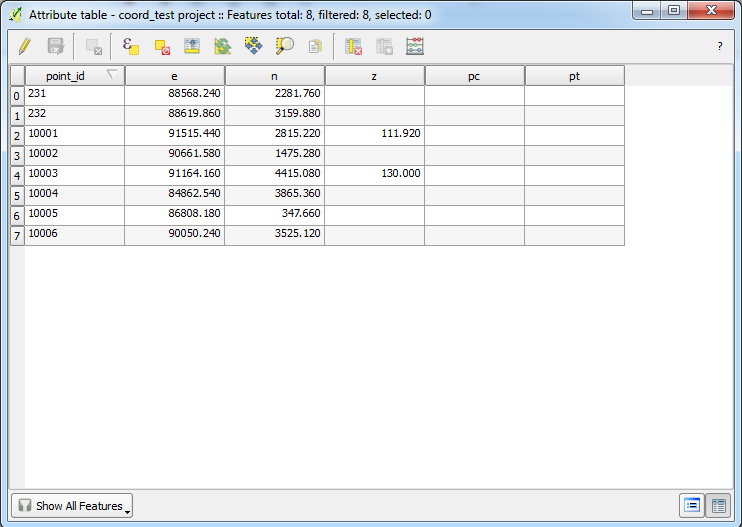 Attribute table - coord_test project :: Features total: 8, filtered: 8, selected: 0
?
point_id e n z pc pt
0 231 88568.240 2281.760
1 232 88619.860 3159.880
2 10001 91515.440 2815.220 111.920
3 10002 90661.580 1475.280
4 10003 91164.160 4415.080 130.000
5 10004 84862.540 3865.360
6 10005 86808.180 347.660
7 10006 90050.240 3525.120
Show All Features